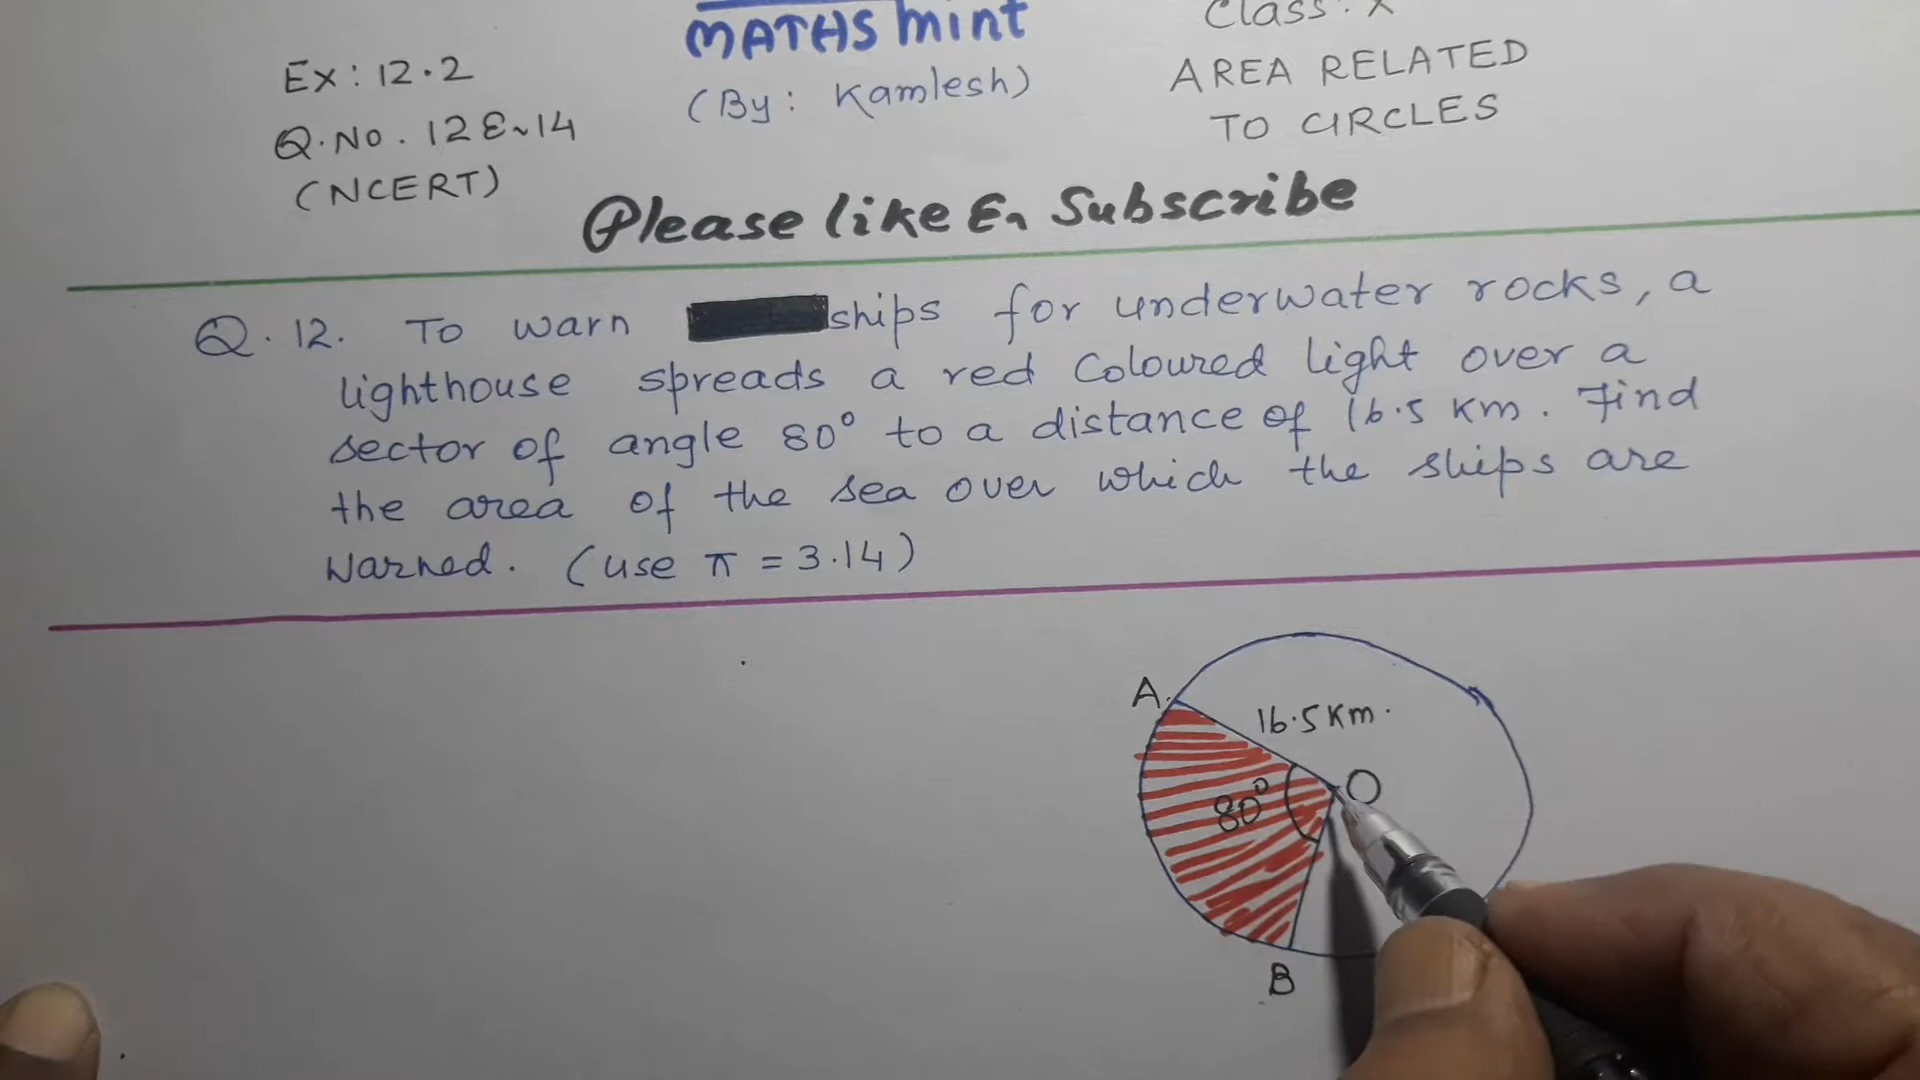 MATHS mint
(By: Kamlesh)
Ex: 12.2
Q.No. 12 & 14
(NCERT)
Class: X
AREA RELATED
TO CIRCLES
Please like & Subscribe
Q. 12. To warn ships for underwater rocks, a
lighthouse spreads a red coloured light over a
sector of angle 80° to a distance of 16.5 km. Find
the area of the sea over which the ships are
warned. (use π = 3.14)
A.
16.5 Km.
80°
O
B